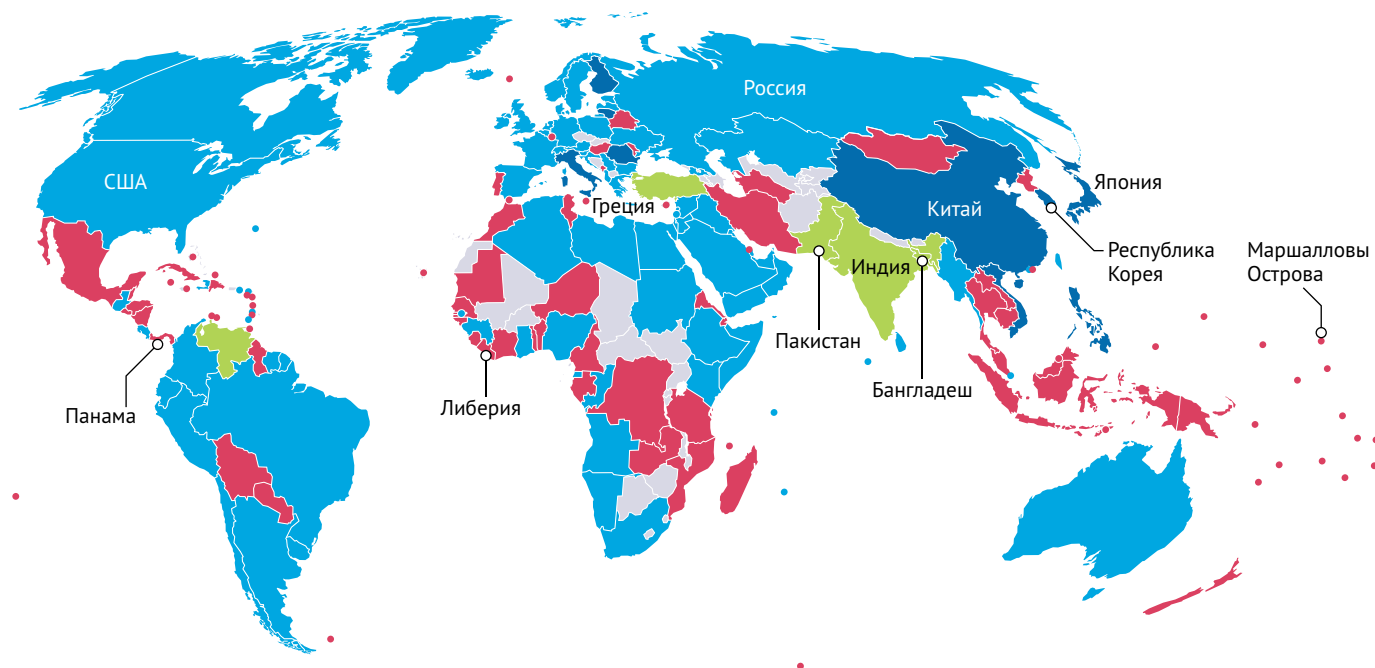 Россия
США
Япония
Греция
Китай
Республика
Корея
Маршалловы
Острова
Индия
Пакистан
Бангладеш
Панама
Либерия